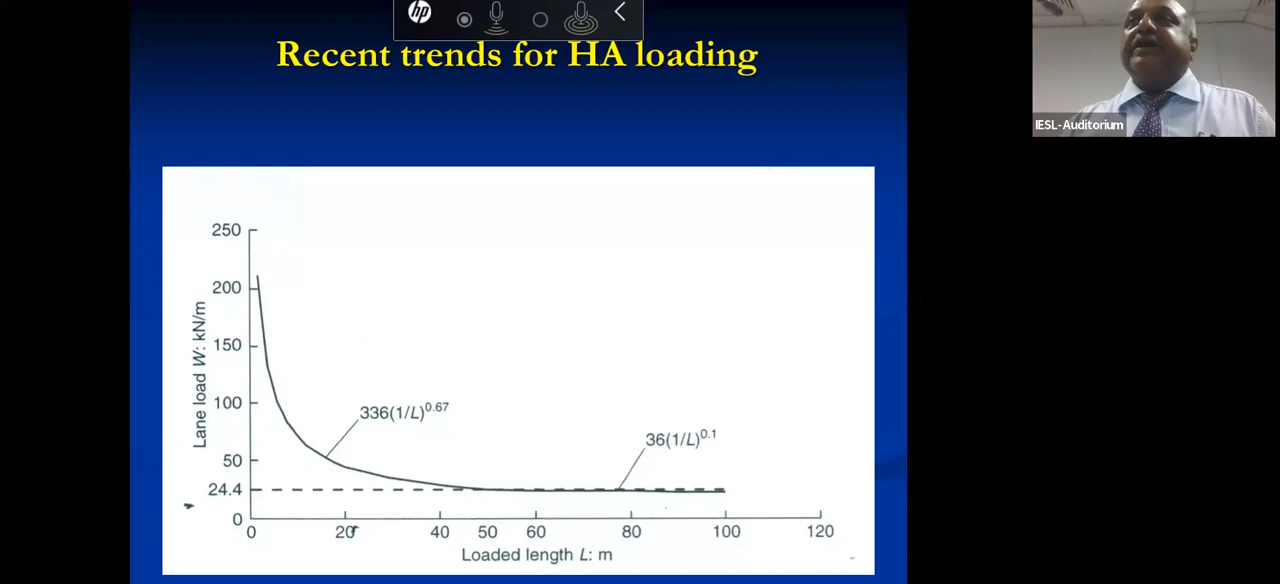 hp
Recent trends for HA loading
IESL-Auditorium
250
200
150
100
50
24.4
0
Lane load W: kN/m
336(1/L)^0.67
36(1/L)^0.1
0 20 40 50 60 80 100 120
Loaded length L: m